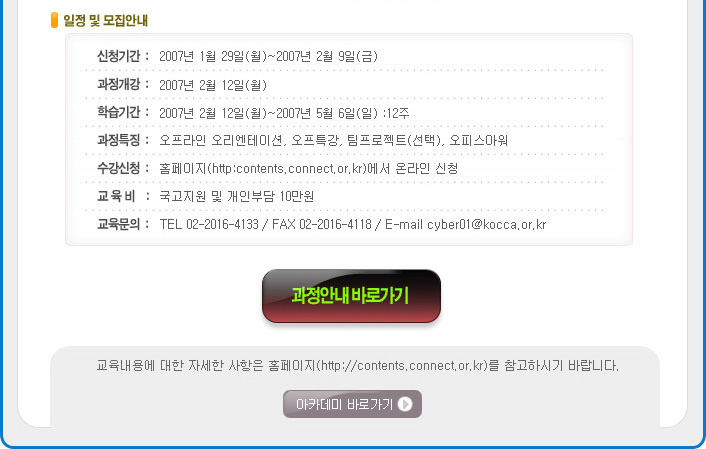 일정 및 모집안내
신청기간 : 2007년 1월 29일(월)~2007년 2월 9일(금)
과정개강 : 2007년 2월 12일(월)
학습기간 : 2007년 2월 12일(월)~2007년 5월 6일(일) :12주
과정특징 : 오프라인 오리엔테이션, 오프특강, 팀프로젝트(선택), 오피스아워
수강신청 : 홈페이지(http:contents.connect.or.kr)에서 온라인 신청
교 육 비 : 국고지원 및 개인부담 10만원
교육문의 : TEL 02-2016-4133 / FAX 02-2016-4118 / E-mail cyber01@kocca.or.kr
과정안내 바로가기
교육내용에 대한 자세한 사항은 홈페이지(http://contents.connect.or.kr)를 참고하시기 바랍니다.
아카데미 바로가기